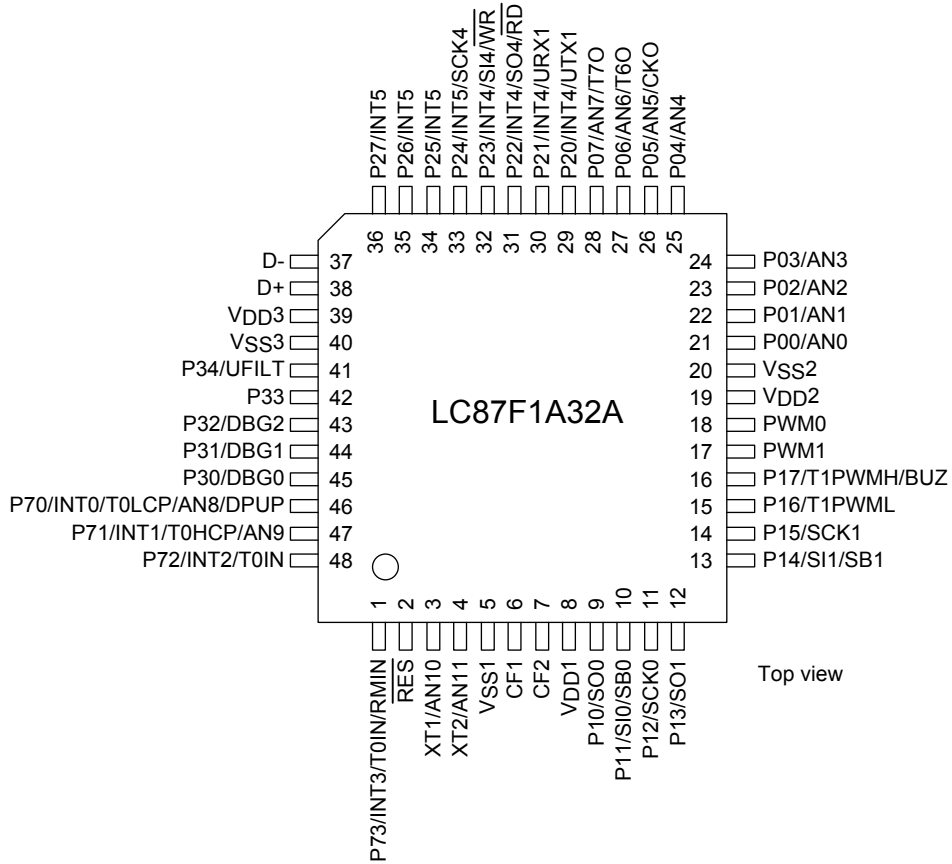 P27/INT5
P26/INT5
P25/INT5
P24/INT5/SCK4
P23/INT4/SI4/W̅R̅
P22/INT4/SO4/R̅D̅
P21/INT4/URX1
P20/INT4/UTX1
P07/AN7/T7O
P06/AN6/T6O
P05/AN5/CKO
P04/AN4
36
35
34
33
32
31
30
29
28
27
26
25
D- 37
D+ 38
VDD3 39
VSS3 40
P34/UFILT 41
P33 42
P32/DBG2 43
P31/DBG1 44
P30/DBG0 45
P70/INT0/T0LCP/AN8/DPUP 46
P71/INT1/T0HCP/AN9 47
P72/INT2/T0IN 48
LC87F1A32A
24 P03/AN3
23 P02/AN2
22 P01/AN1
21 P00/AN0
20 VSS2
19 VDD2
18 PWM0
17 PWM1
16 P17/T1PWMH/BUZ
15 P16/T1PWML
14 P15/SCK1
13 P14/SI1/SB1
1
2
3
4
5
6
7
8
9
10
11
12
P73/INT3/T0IN/RMIN
R̅E̅S̅
XT1/AN10
XT2/AN11
VSS1
CF1
CF2
VDD1
P10/SO0
P11/SI0/SB0
P12/SCK0
P13/SO1
Top view